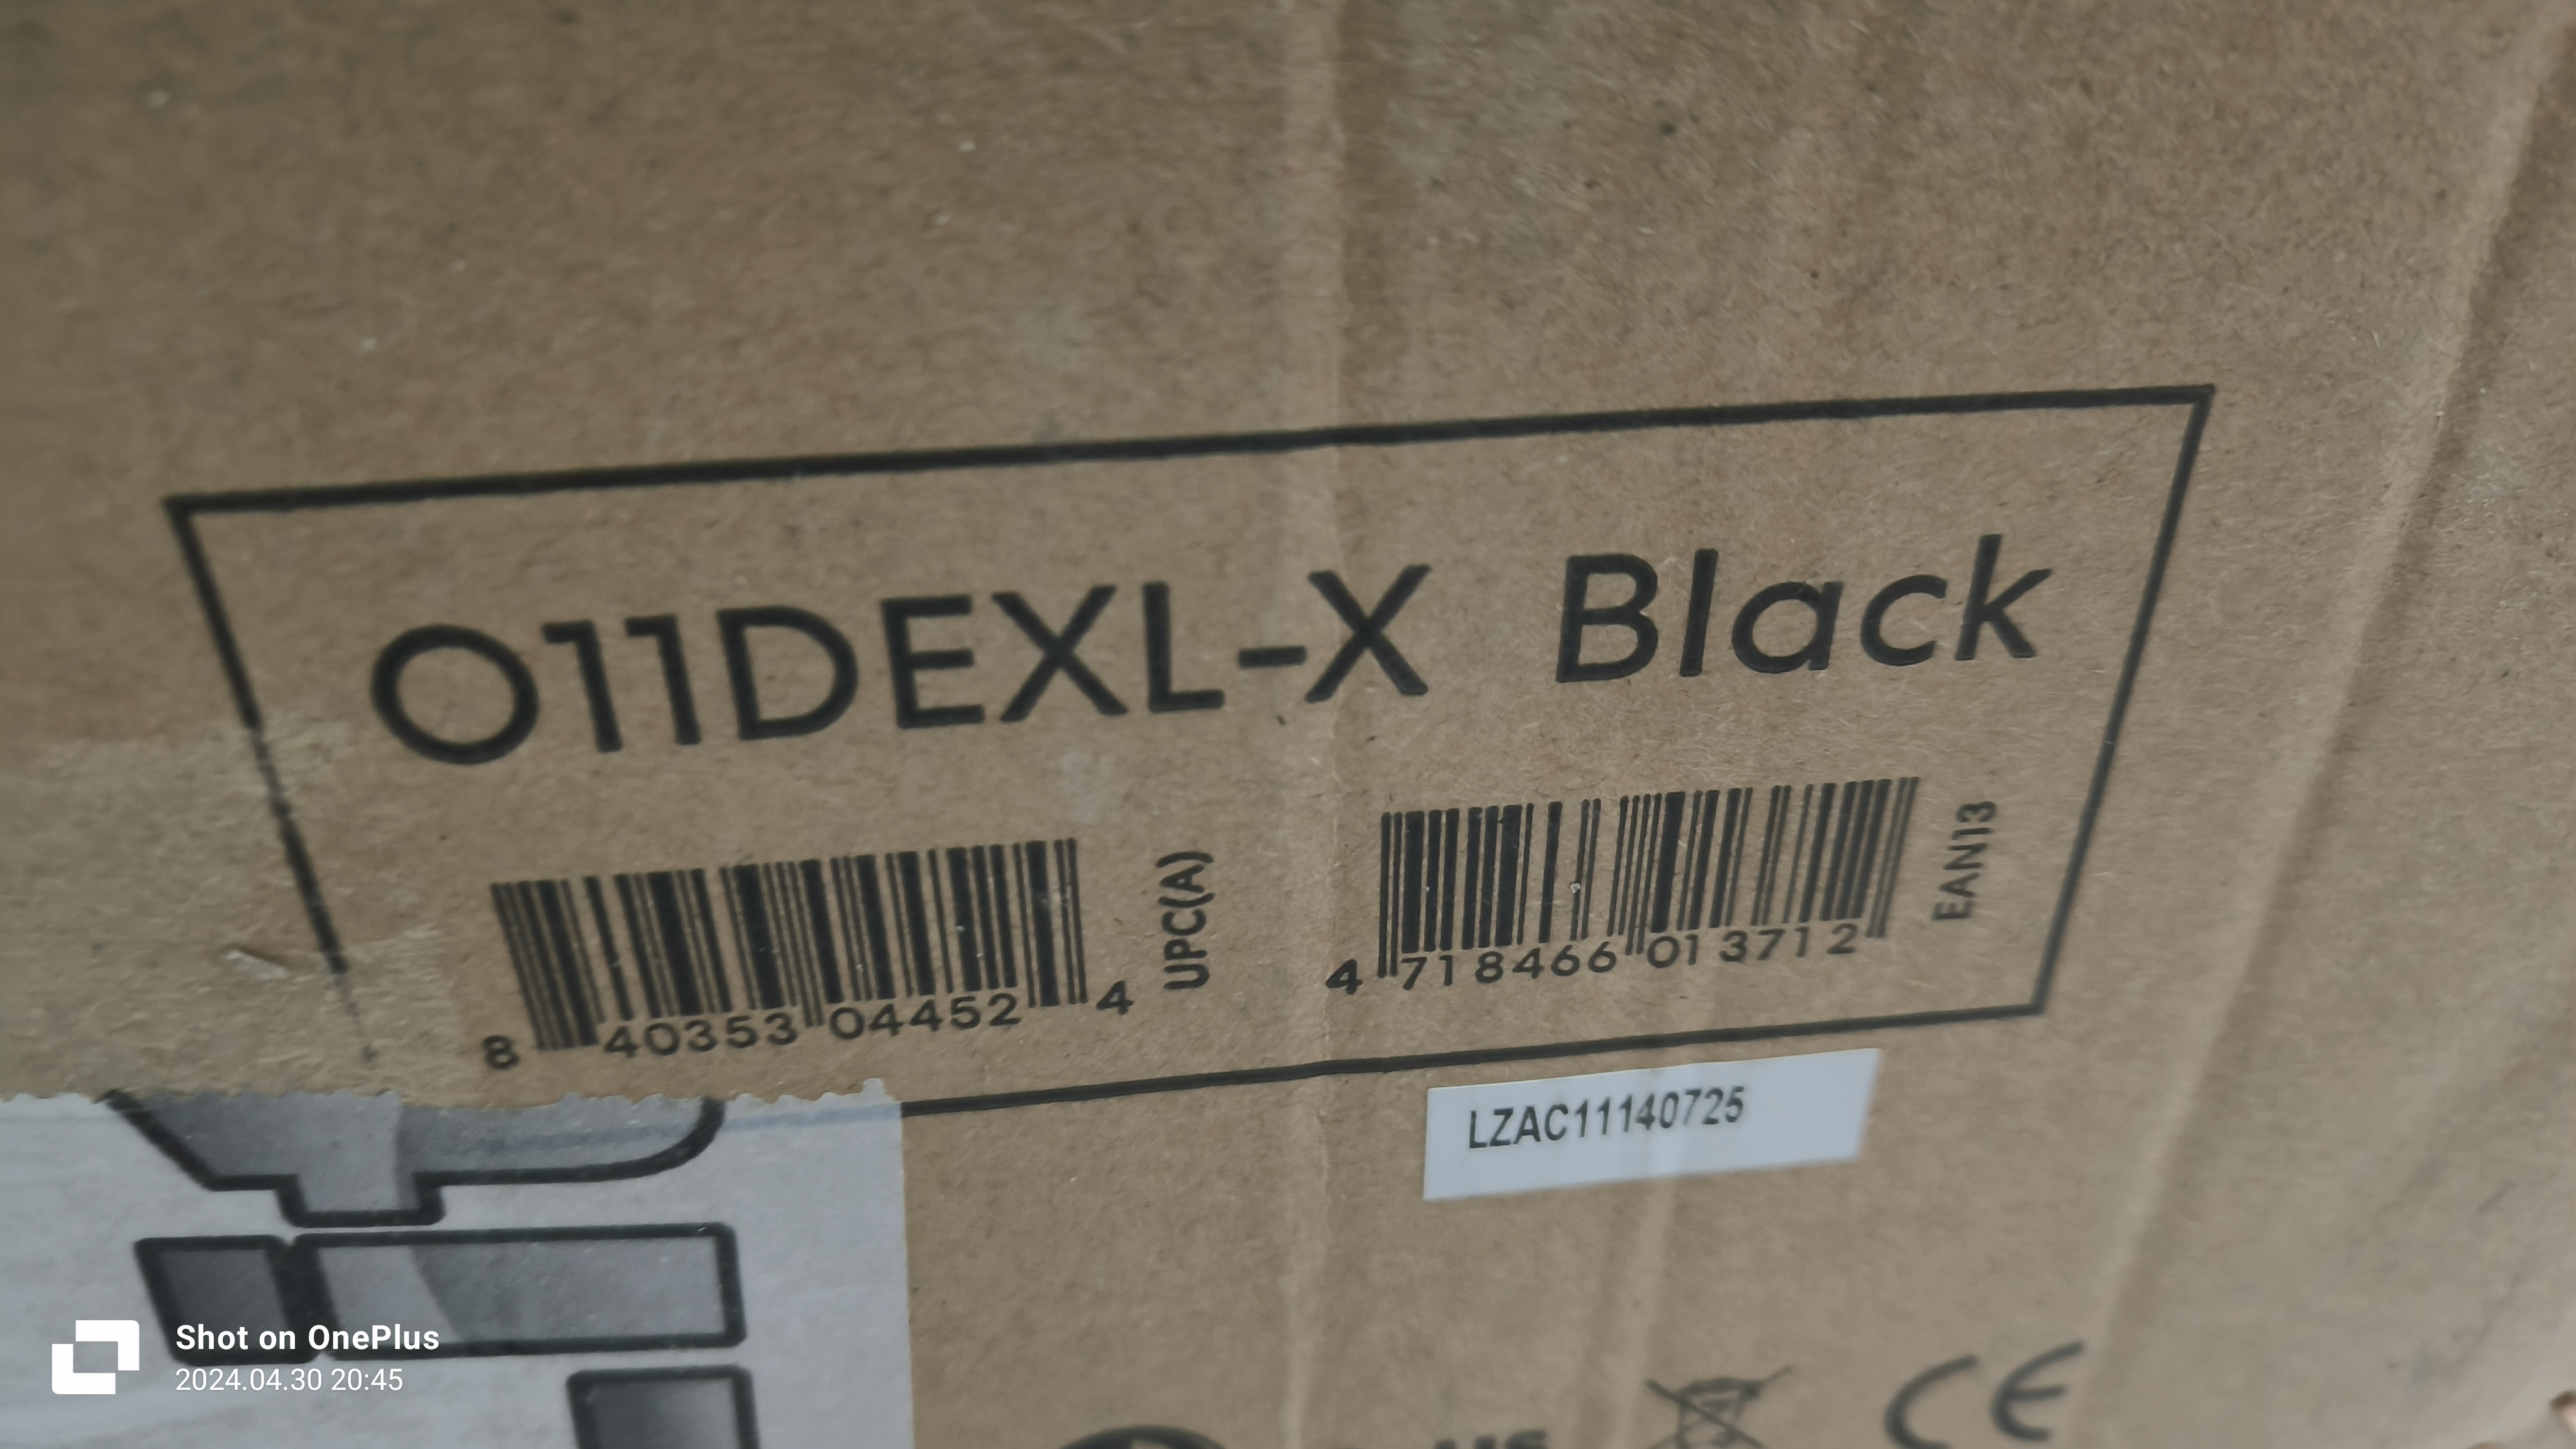 O11DEXL-X Black
8 40353 04452 4
UPC(A)
4 718466 013712
EAN13
LZAC11140725
CE
Shot on OnePlus
2024.04.30 20:45